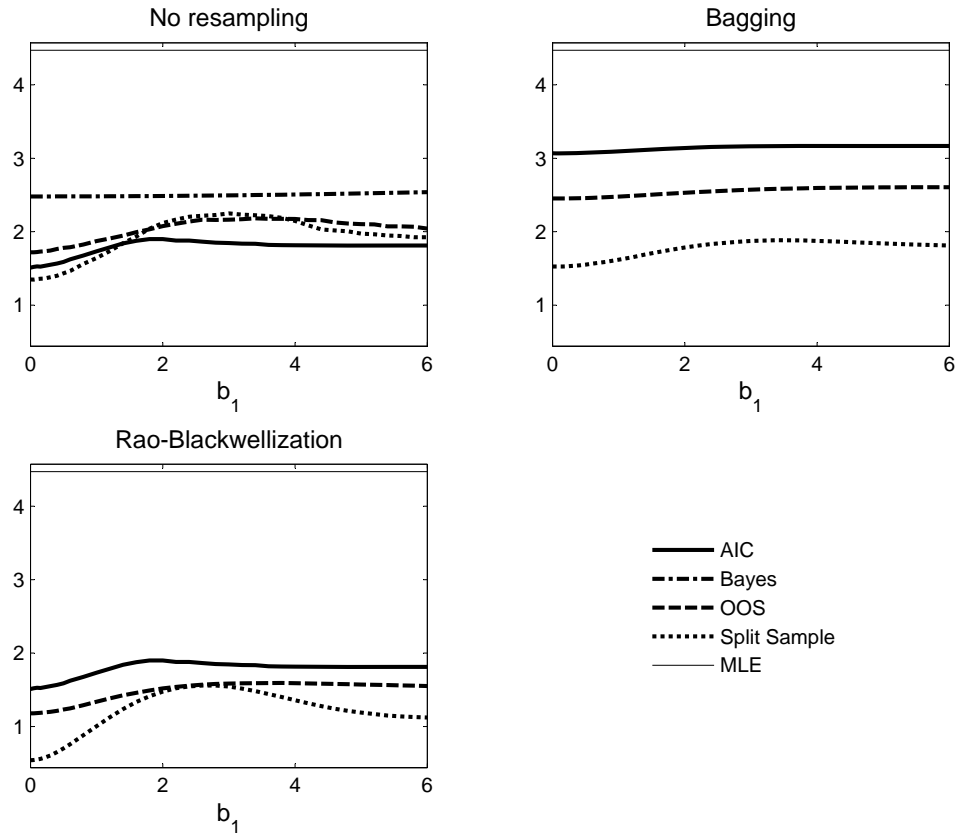 No resampling
4
3
2
1
0 2 4 6
b1
Bagging
4
3
2
1
0 2 4 6
b1
Rao-Blackwellization
4
3
2
1
0 2 4 6
b1
AIC
Bayes
OOS
Split Sample
MLE